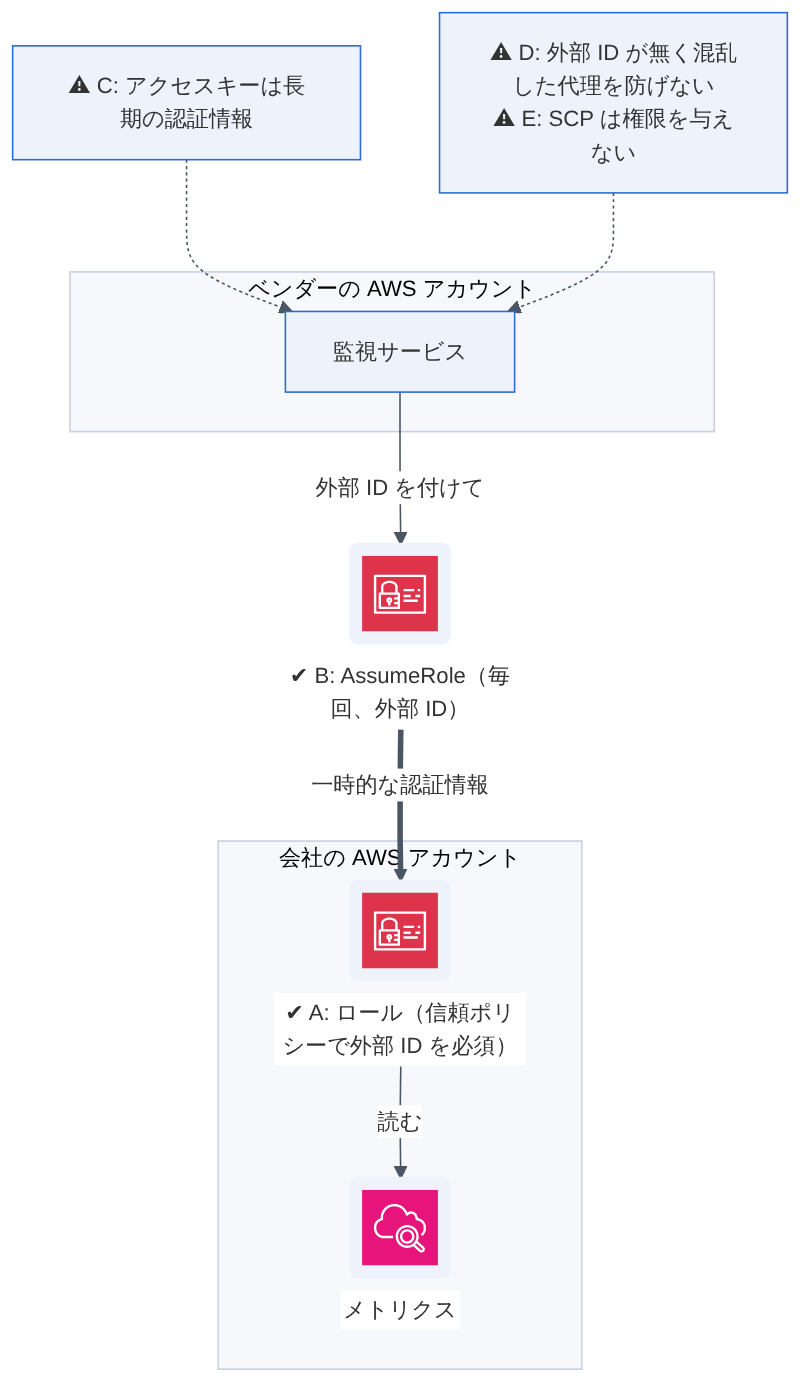 ⚠ C: アクセスキーは長
期の認証情報
⚠ D: 外部 ID が無く混乱
した代理を防げない
⚠ E: SCP は権限を与え
ない
ベンダーの AWS アカウント
監視サービス
外部 ID を付けて
✔ B: AssumeRole（毎
回、外部 ID）
一時的な認証情報
会社の AWS アカウント
✔ A: ロール（信頼ポリ
シーで外部 ID を必須）
読む
メトリクス